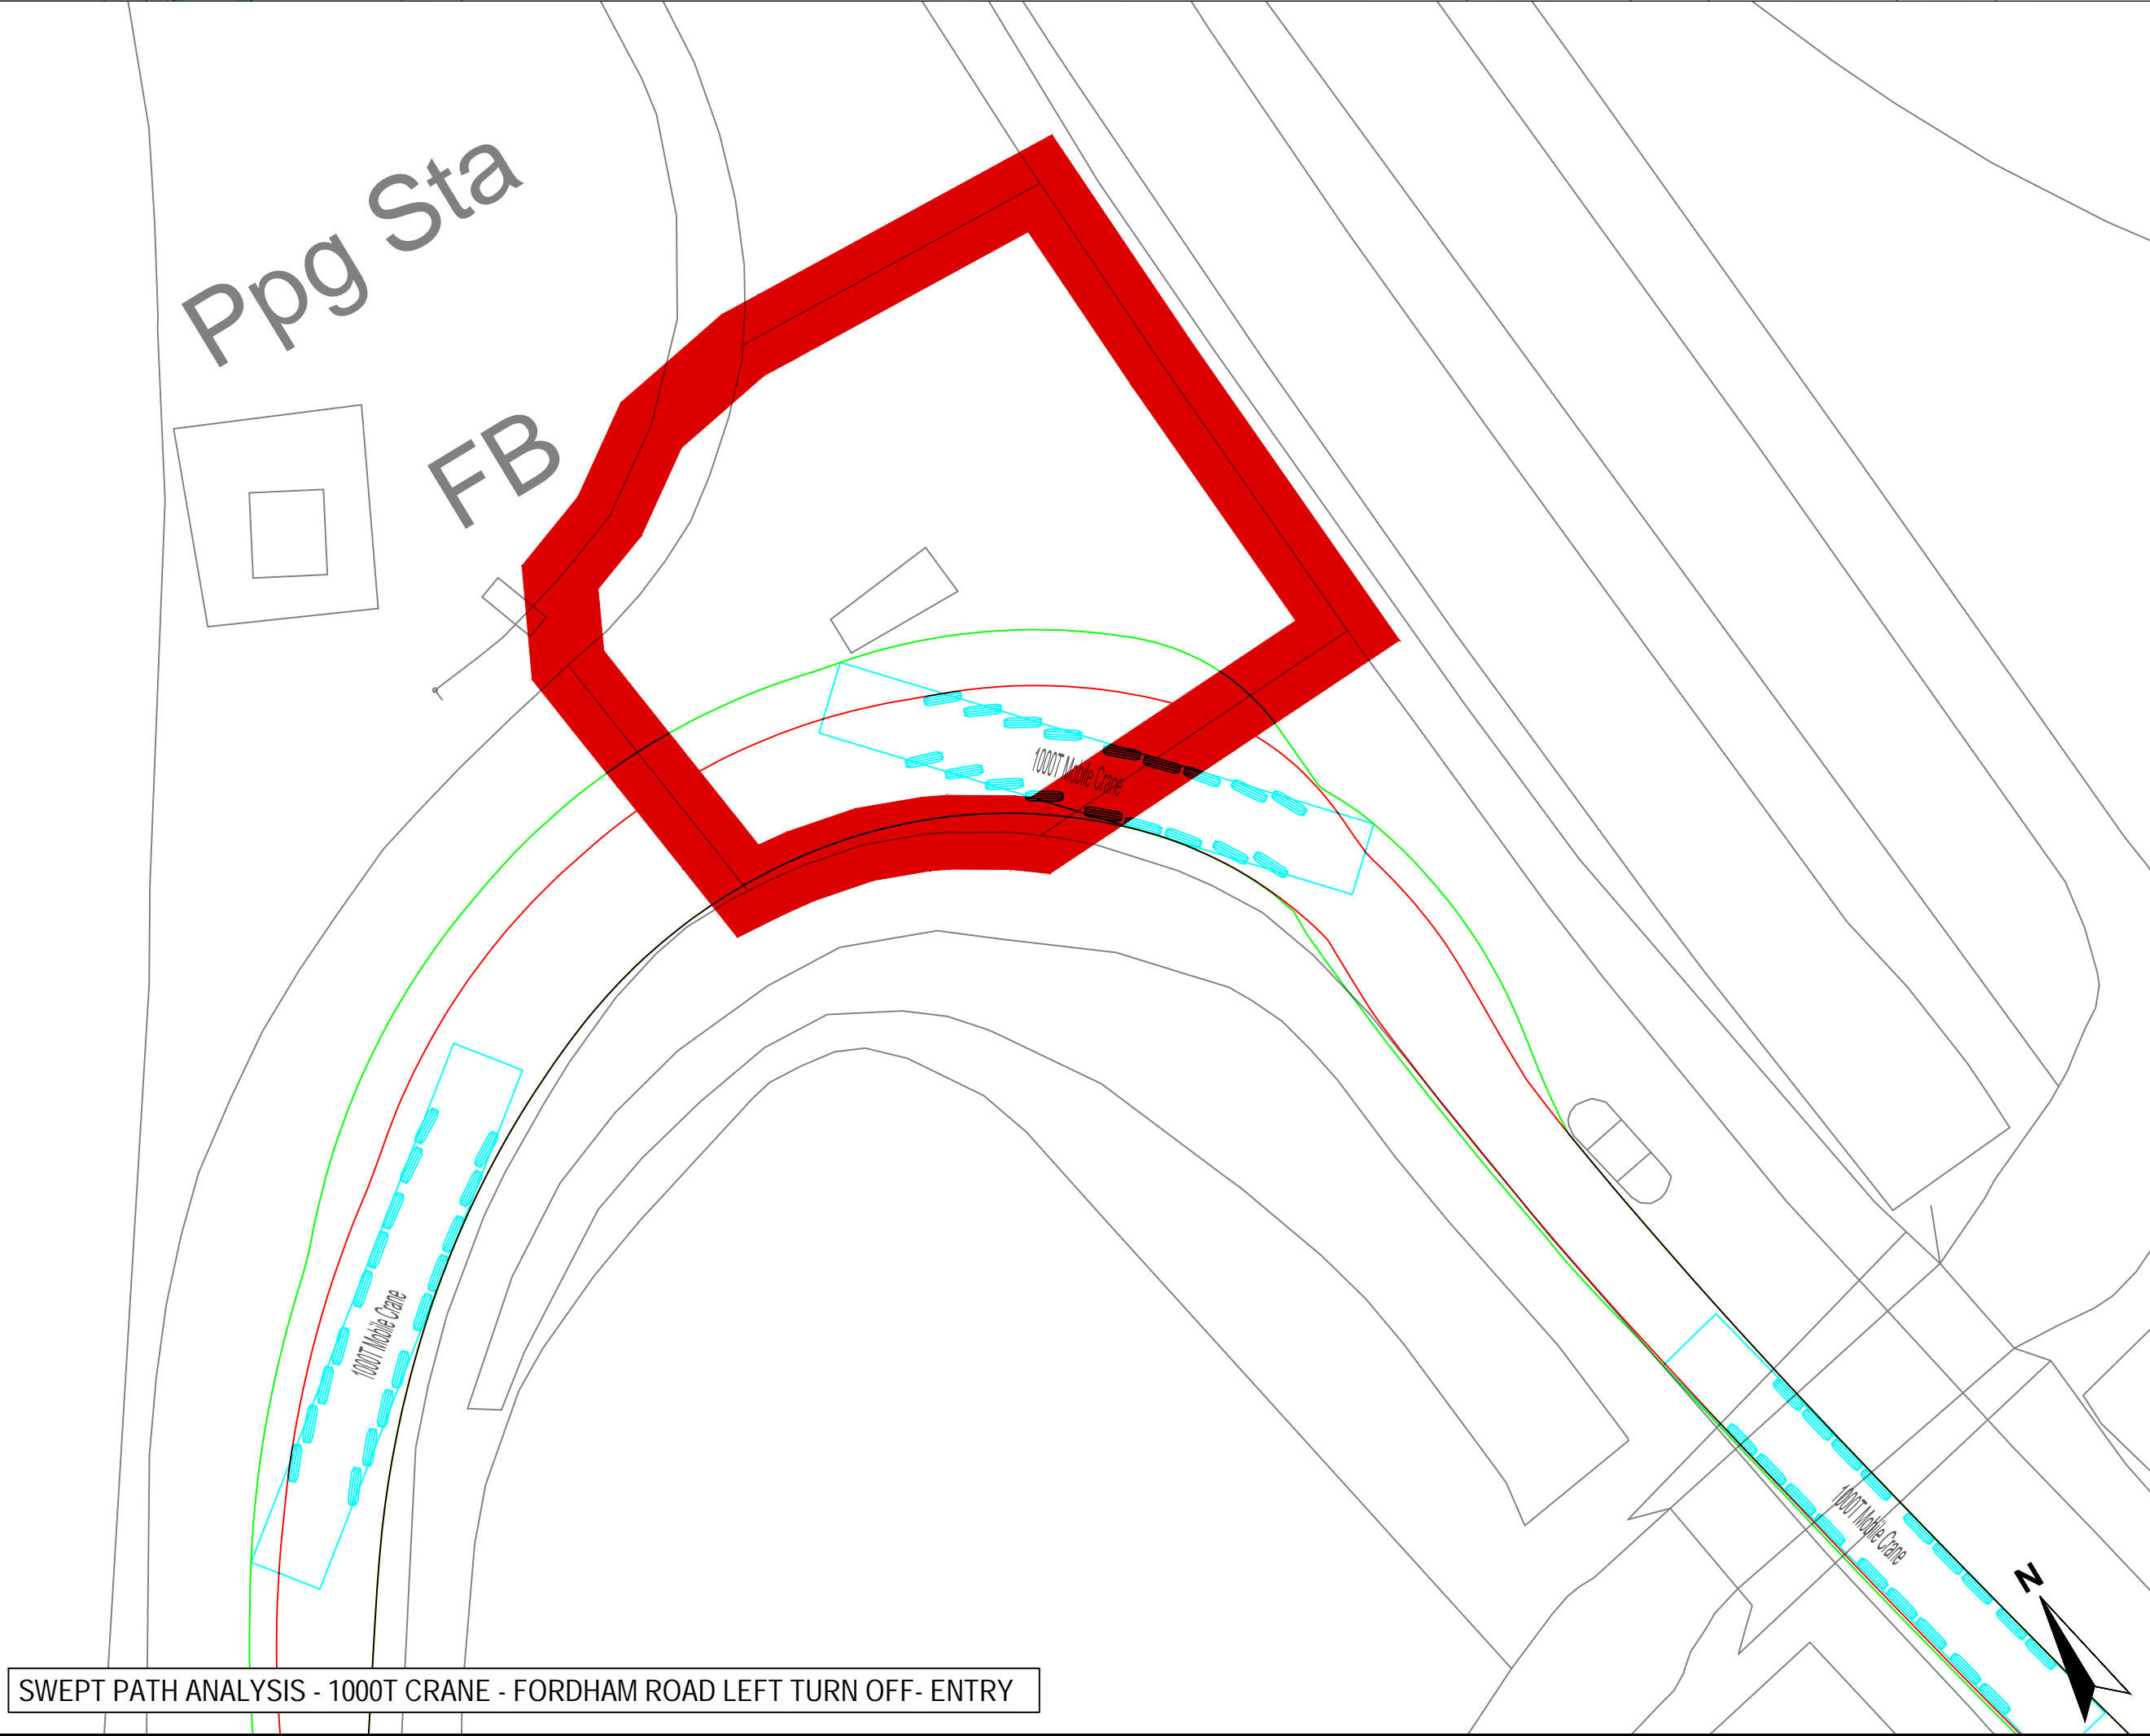 Ppg Sta
FB
1000T Mobile Crane
1000T Mobile Crane
1000T Mobile Crane
N
SWEPT PATH ANALYSIS - 1000T CRANE - FORDHAM ROAD LEFT TURN OFF- ENTRY